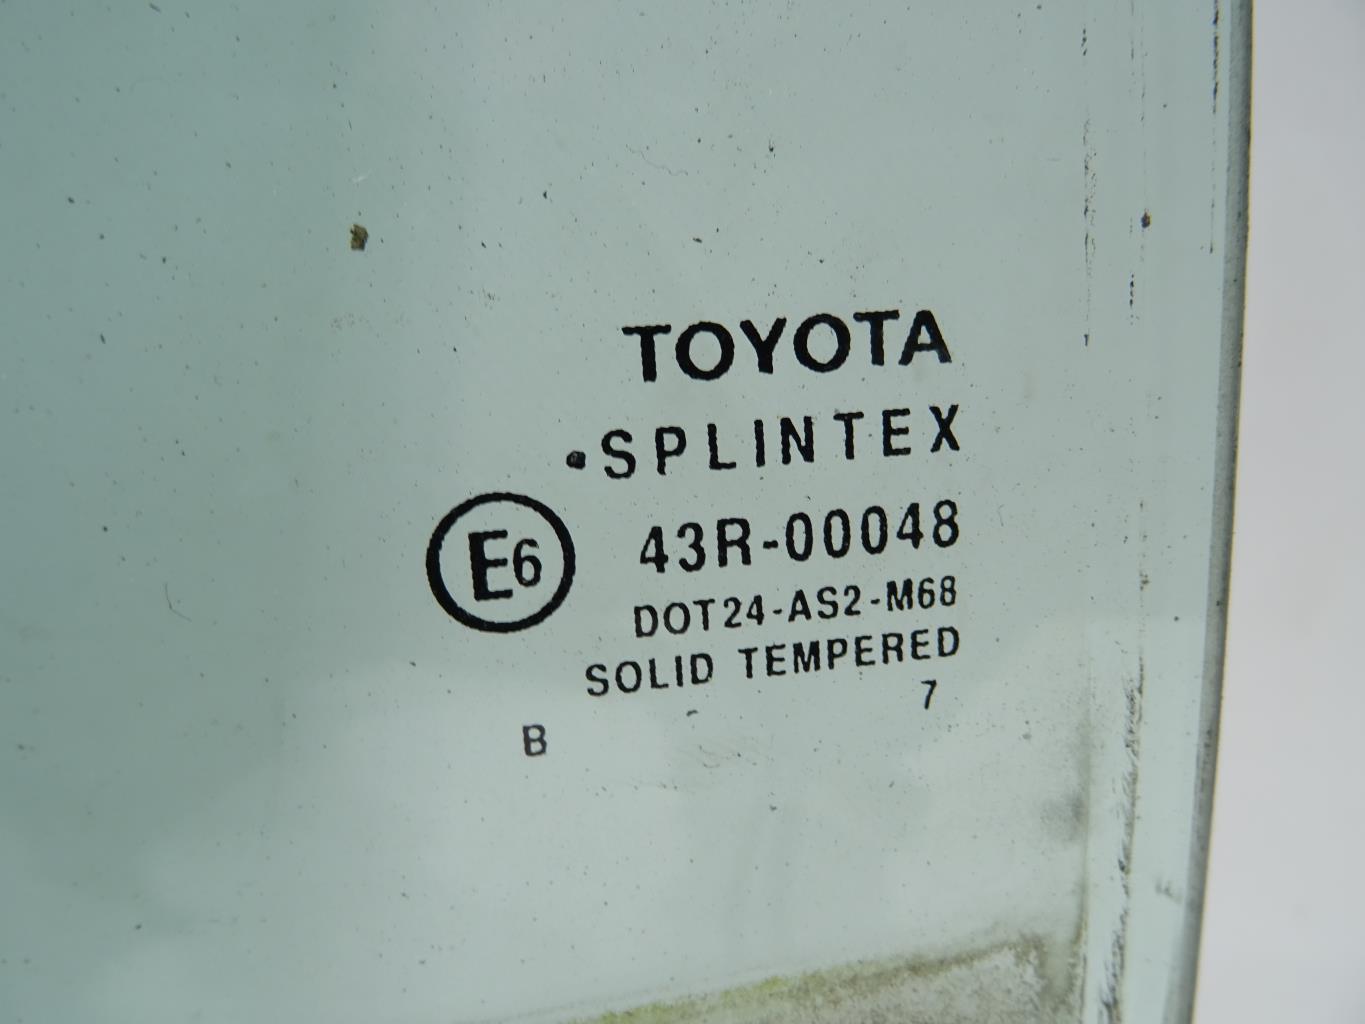 TOYOTA
SPLINTEX
E6
43R-00048
DOT24-AS2-M68
SOLID TEMPERED
7
B